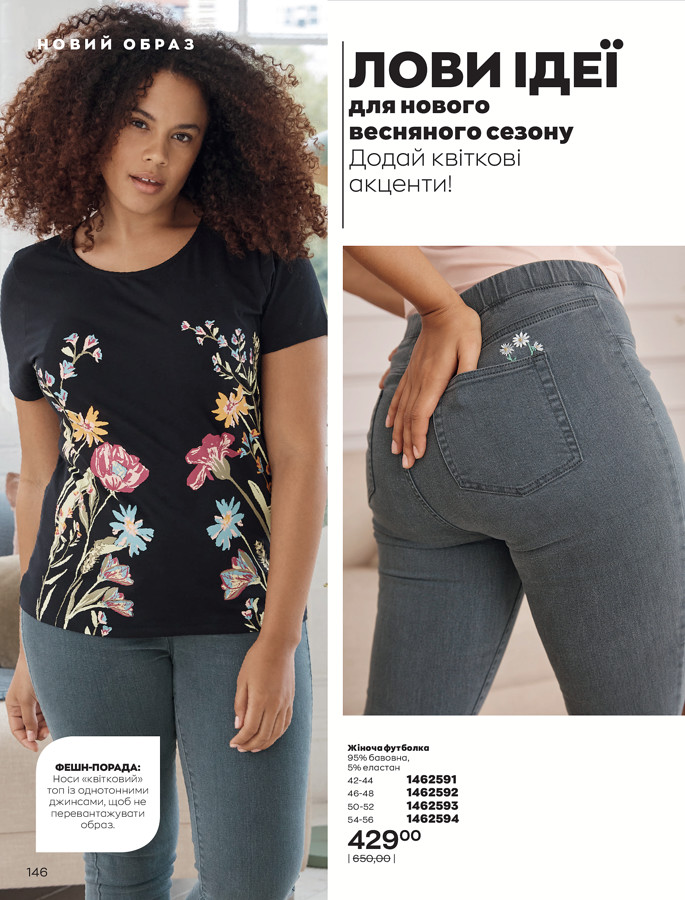 НОВИЙ ОБРАЗ
ЛОВИ ІДЕЇ
для нового
весняного сезону
Додай квіткові
акценти!
ФЕШН-ПОРАДА:
Носи «квітковий»
топ із однотонними
джинсами, щоб не
перевантажувати
образ.
146
Жіноча футболка
95% бавовна,
5% еластан
42-44 1462591
46-48 1462592
50-52 1462593
54-56 1462594
429⁰⁰
| 650,00 |